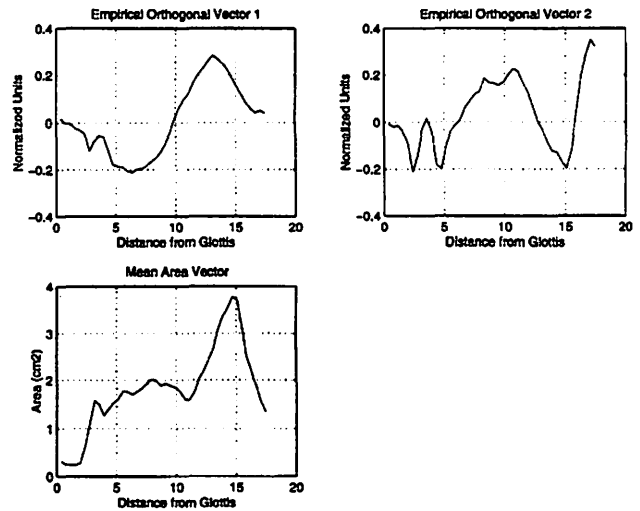 Empirical Orthogonal Vector 1
0.4
0.2
0
−0.2
−0.4
Normalized Units
0 5 10 15 20
Distance from Glottis
Empirical Orthogonal Vector 2
0.4
0.2
0
−0.2
−0.4
Normalized Units
0 5 10 15 20
Distance from Glottis
Mean Area Vector
4
3
2
1
0
Area (cm2)
0 5 10 15 20
Distance from Glottis